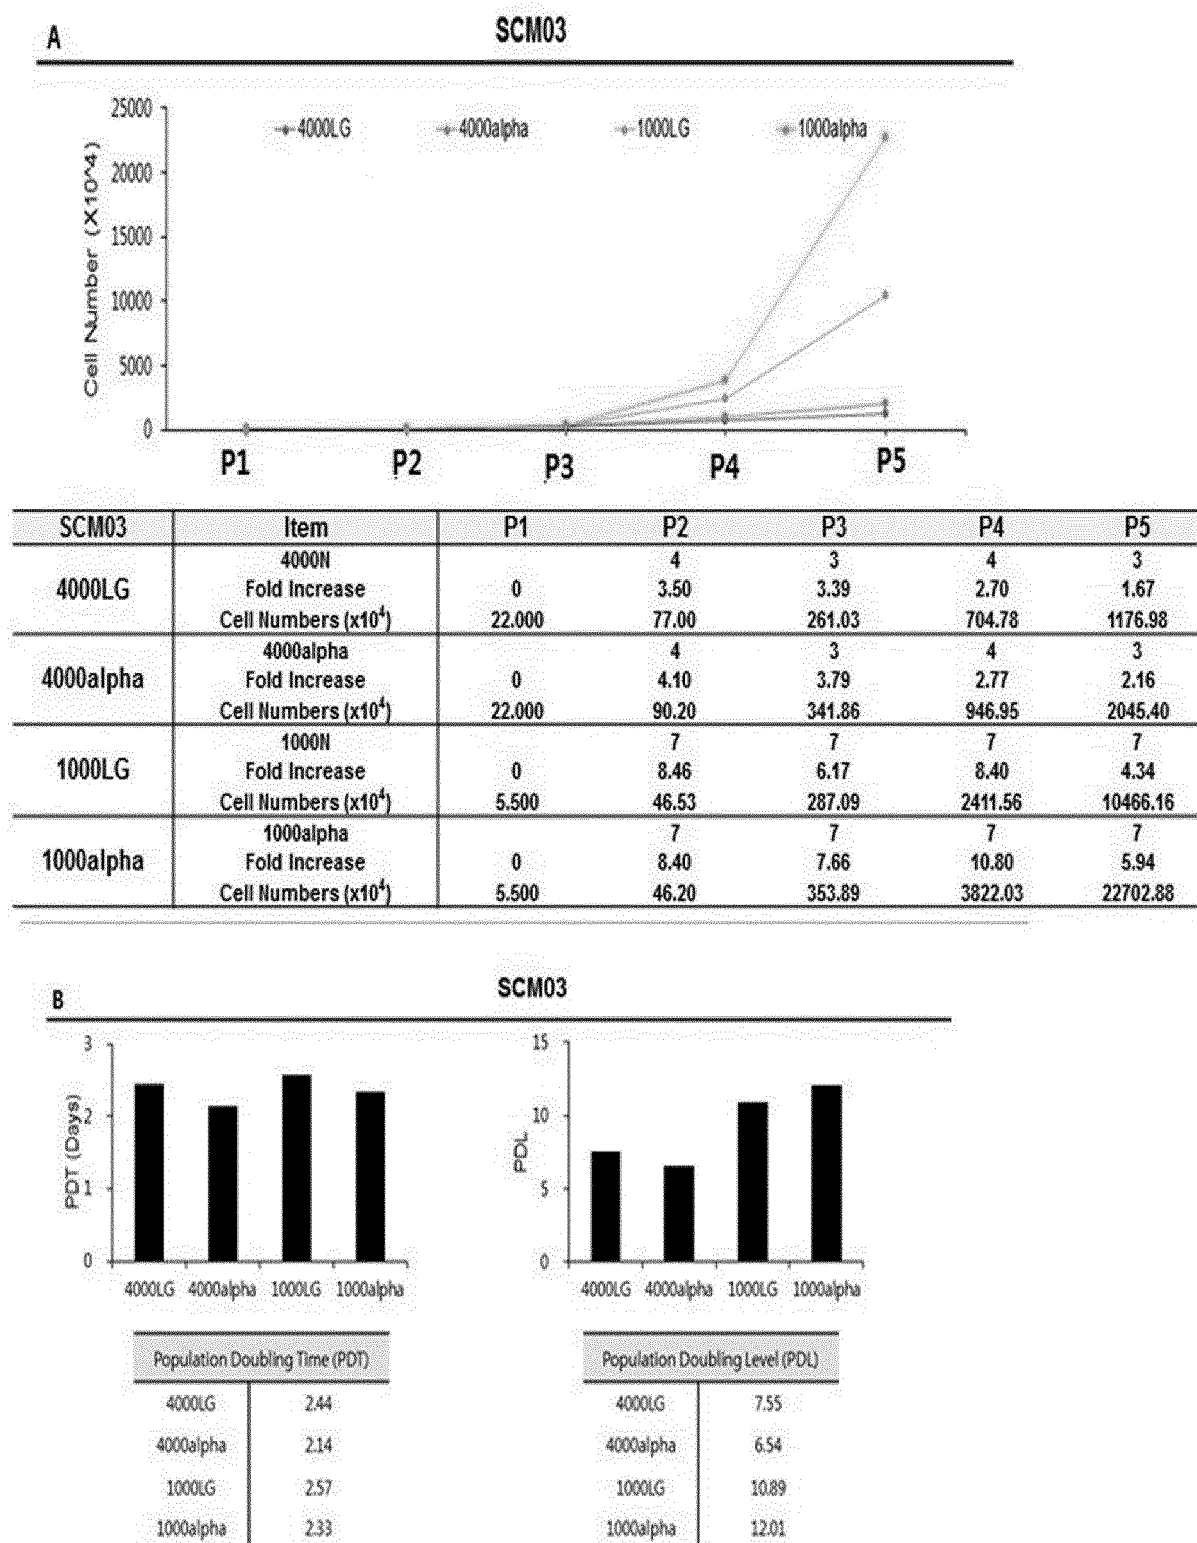 A
SCM03
25000
20000
15000
10000
5000
0
Cell Number (X10^4)
4000LG 4000alpha 1000LG 1000alpha
P1 P2 P3 P4 P5
SCM03 Item P1 P2 P3 P4 P5
4000N 4 3 4 3
4000LG Fold Increase 0 3.50 3.39 2.70 1.67
Cell Numbers (x10^4) 22.000 77.00 261.03 704.78 1176.98
4000alpha 4 3 4 3
4000alpha Fold Increase 0 4.10 3.79 2.77 2.16
Cell Numbers (x10^4) 22.000 90.20 341.86 946.95 2045.40
1000N 7 7 7 7
1000LG Fold Increase 0 8.46 6.17 8.40 4.34
Cell Numbers (x10^4) 5.500 46.53 287.09 2411.56 10466.16
1000alpha 7 7 7 7
1000alpha Fold Increase 0 8.40 7.66 10.80 5.94
Cell Numbers (x10^4) 5.500 46.20 353.89 3822.03 22702.88
B
SCM03
3
2
1
0
PDT (Days)
4000LG 4000alpha 1000LG 1000alpha
15
10
5
0
PDL
4000LG 4000alpha 1000LG 1000alpha
Population Doubling Time (PDT)
4000LG 2.44
4000alpha 2.14
1000LG 2.57
1000alpha 2.33
Population Doubling Level (PDL)
4000LG 7.55
4000alpha 6.54
1000LG 10.89
1000alpha 12.01